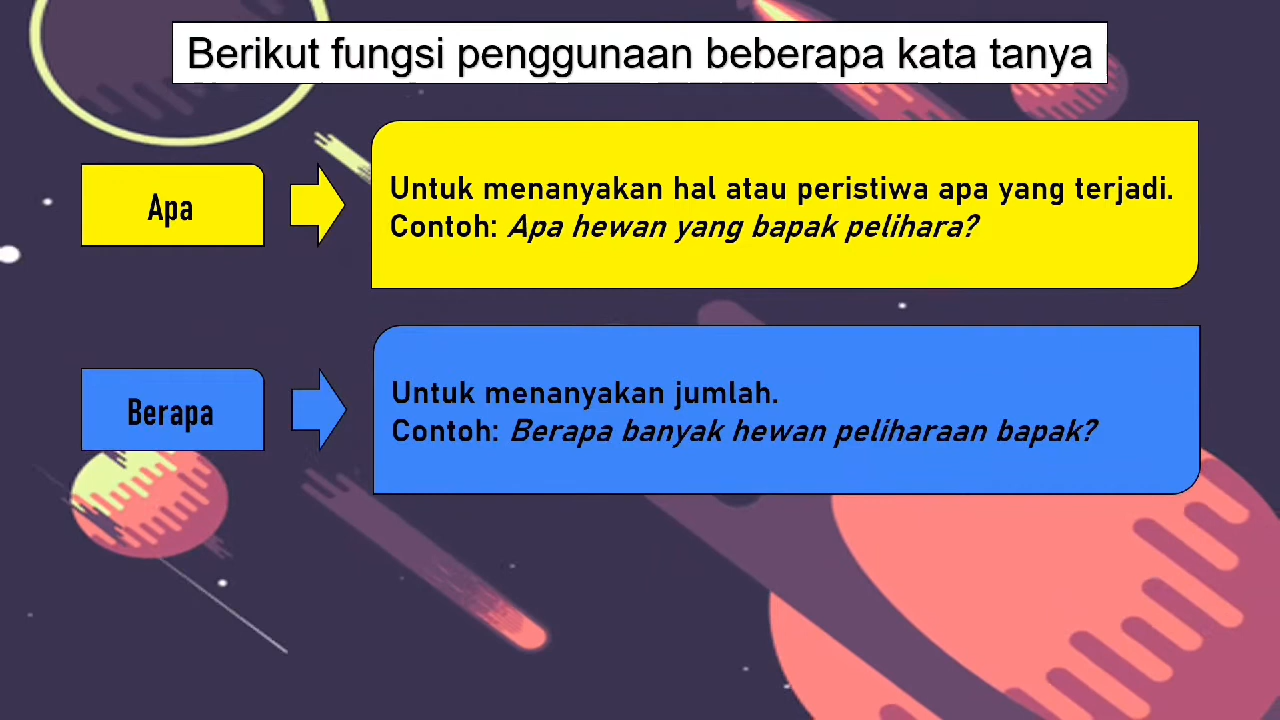 Berikut fungsi penggunaan beberapa kata tanya
Apa
Untuk menanyakan hal atau peristiwa apa yang terjadi.
Contoh: Apa hewan yang bapak pelihara?
Berapa
Untuk menanyakan jumlah.
Contoh: Berapa banyak hewan peliharaan bapak?